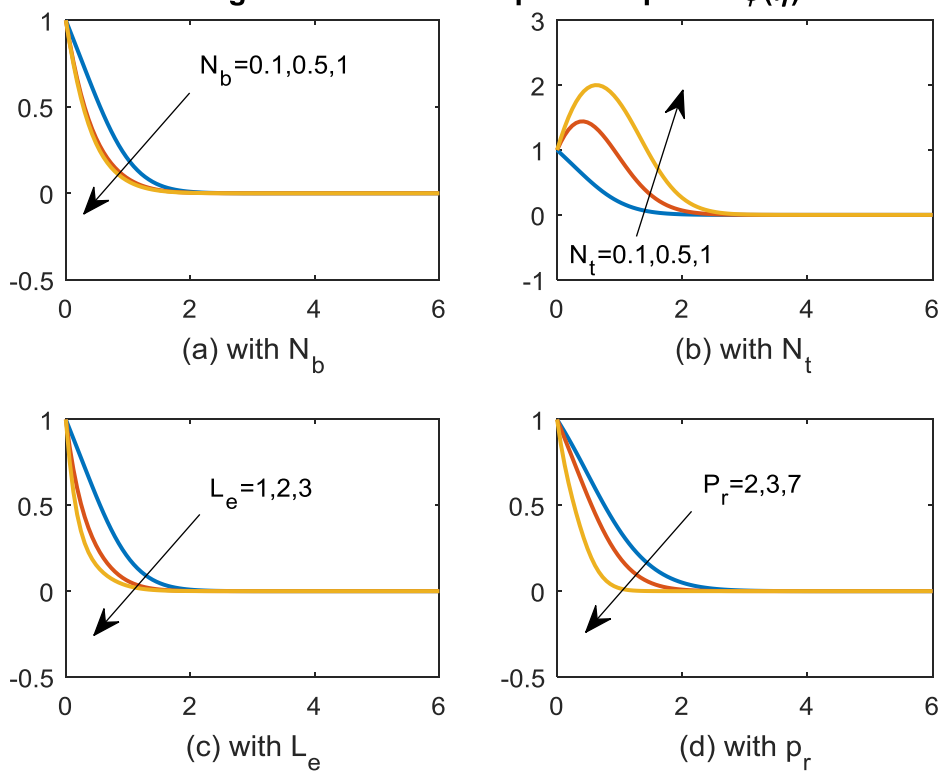 1
0.5
0
-0.5
0 2 4 6
N_b=0.1,0.5,1
(a) with N_b
3
2
1
0
-1
0 2 4 6
N_t=0.1,0.5,1
(b) with N_t
1
0.5
0
-0.5
0 2 4 6
L_e=1,2,3
(c) with L_e
1
0.5
0
-0.5
0 2 4 6
P_r=2,3,7
(d) with p_r